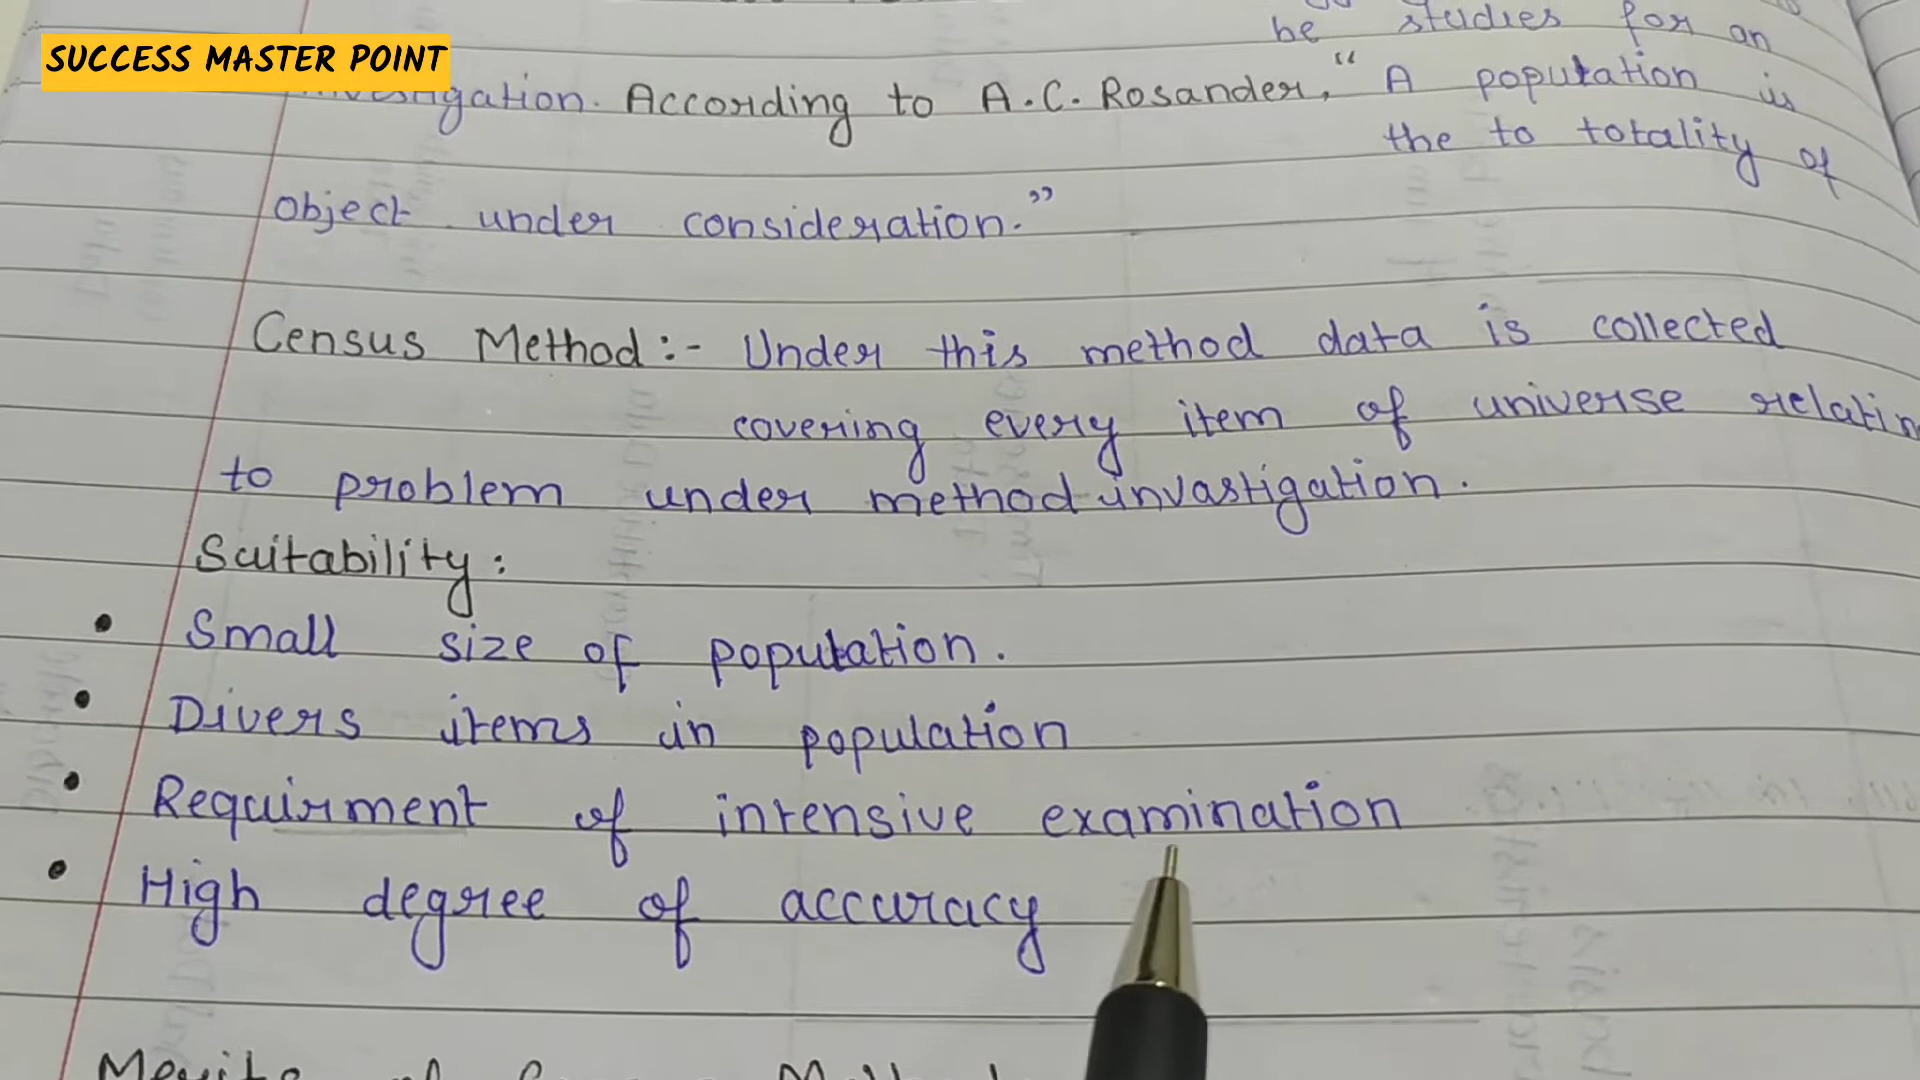 SUCCESS MASTER POINT
be studies for an
investigation. According to A.C. Rosander, “ A population is
the to totality of
object under consideration.”
Census Method :- Under this method data is collected
covering every item of universe relatin
to problem under method invastigation.
Suitability :
• Small size of population.
• Divers items in population
• Requirment of intensive examination
• High degree of accuracy